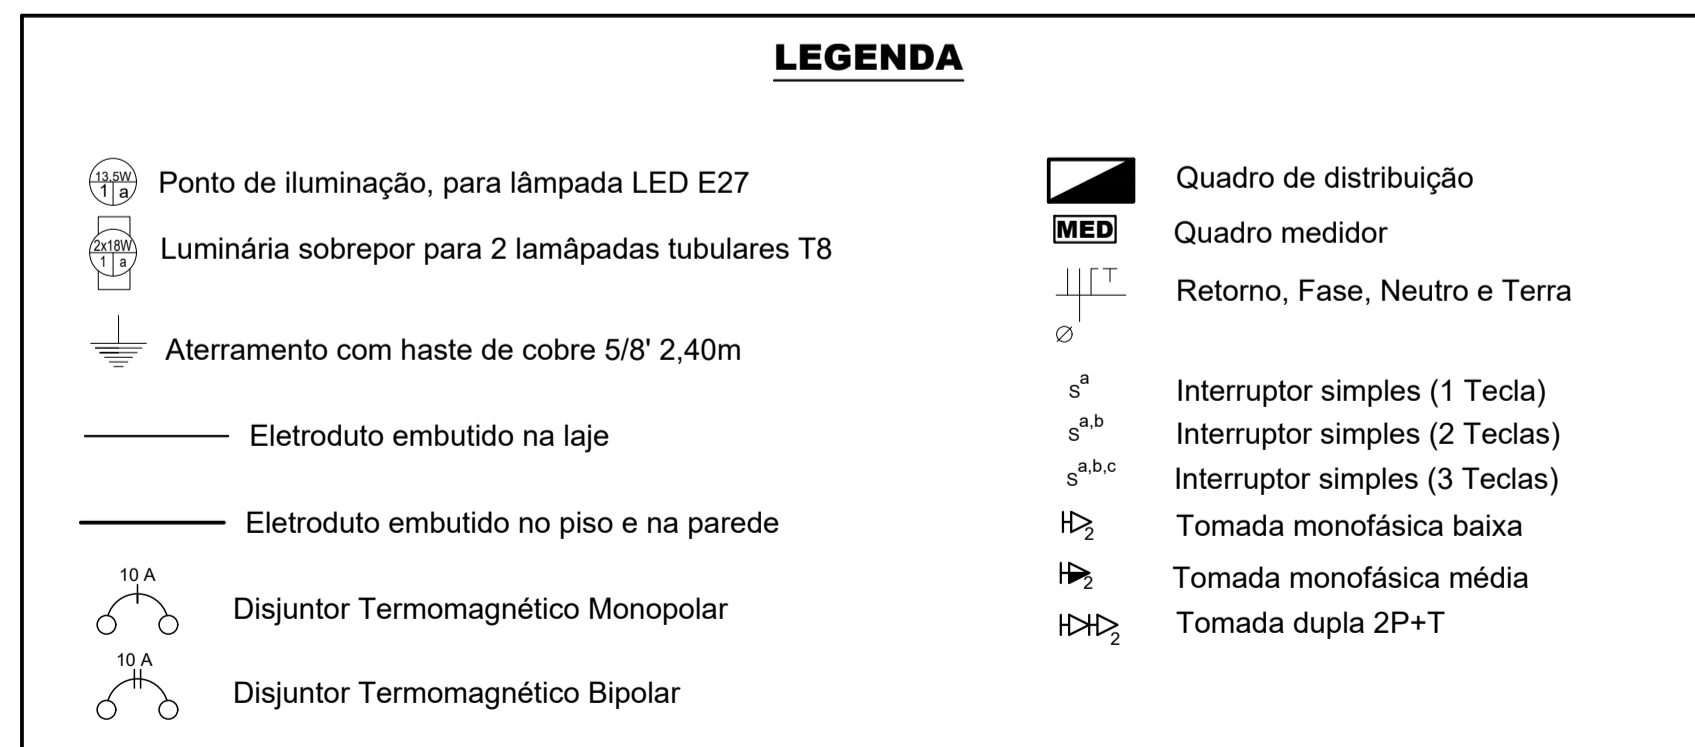 LEGENDA
13,5W
1 a
Ponto de iluminação, para lâmpada LED E27
2x18W
1 a
Luminária sobrepor para 2 lamâpadas tubulares T8
Aterramento com haste de cobre 5/8' 2,40m
Eletroduto embutido na laje
Eletroduto embutido no piso e na parede
10 A
Disjuntor Termomagnético Monopolar
10 A
Disjuntor Termomagnético Bipolar
Quadro de distribuição
MED Quadro medidor
Retorno, Fase, Neutro e Terra
Ø
s a Interruptor simples (1 Tecla)
s a,b Interruptor simples (2 Teclas)
s a,b,c Interruptor simples (3 Teclas)
2 Tomada monofásica baixa
2 Tomada monofásica média
2 Tomada dupla 2P+T